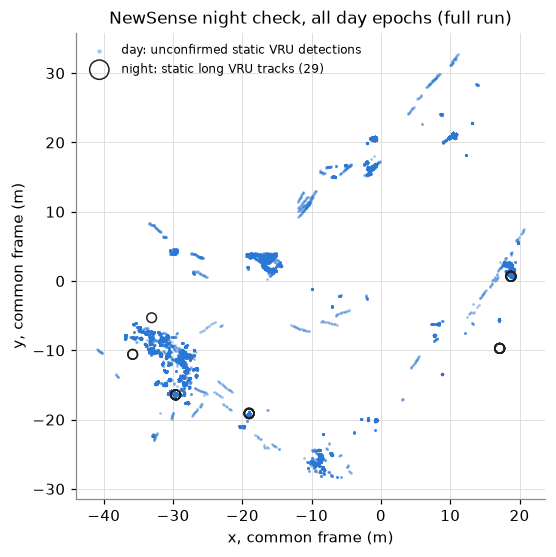 NewSense night check, all day epochs (full run)
day: unconfirmed static VRU detections
night: static long VRU tracks (29)
30
20
10
0
−10
−20
−30
y, common frame (m)
−40 −30 −20 −10 0 10 20
x, common frame (m)